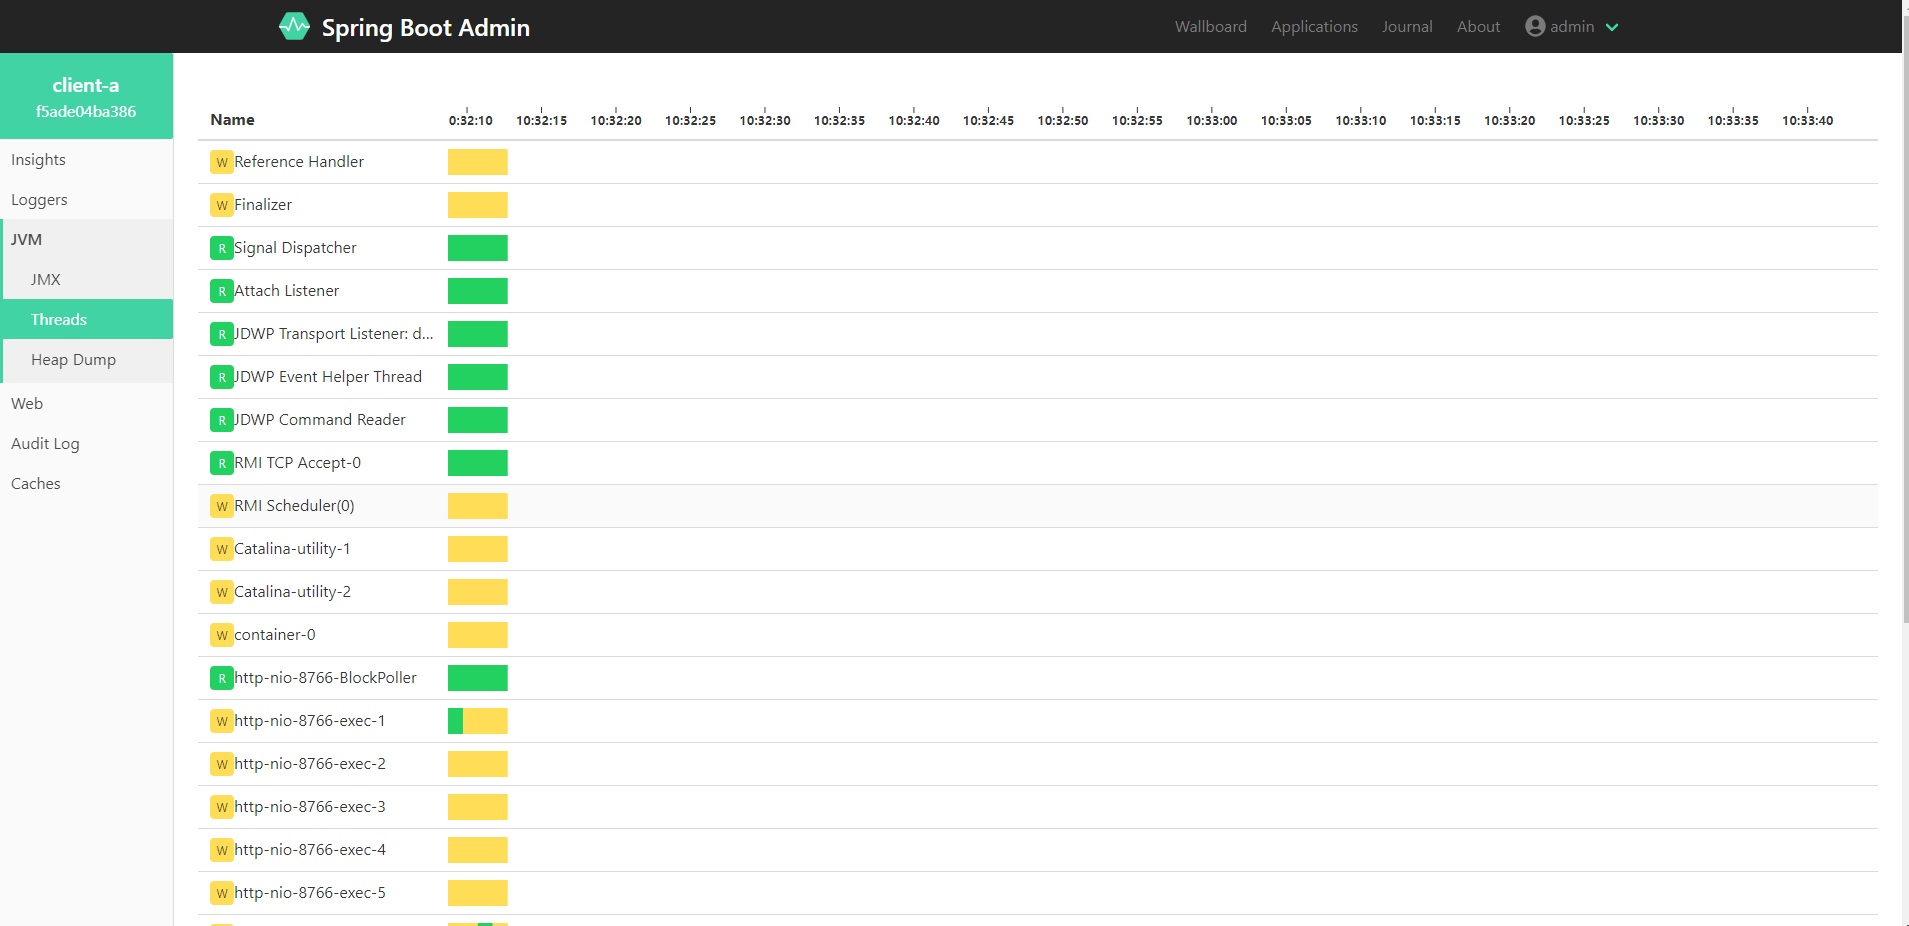 Spring Boot Admin
Wallboard Applications Journal About admin
client-a
f5ade04ba386
Insights
Loggers
JVM
JMX
Threads
Heap Dump
Web
Audit Log
Caches
Name 0:32:10 10:32:15 10:32:20 10:32:25 10:32:30 10:32:35 10:32:40 10:32:45 10:32:50 10:32:55 10:33:00 10:33:05 10:33:10 10:33:15 10:33:20 10:33:25 10:33:30 10:33:35 10:33:40
W Reference Handler
W Finalizer
R Signal Dispatcher
R Attach Listener
R JDWP Transport Listener: d...
R JDWP Event Helper Thread
R JDWP Command Reader
R RMI TCP Accept-0
W RMI Scheduler(0)
W Catalina-utility-1
W Catalina-utility-2
W container-0
R http-nio-8766-BlockPoller
W http-nio-8766-exec-1
W http-nio-8766-exec-2
W http-nio-8766-exec-3
W http-nio-8766-exec-4
W http-nio-8766-exec-5